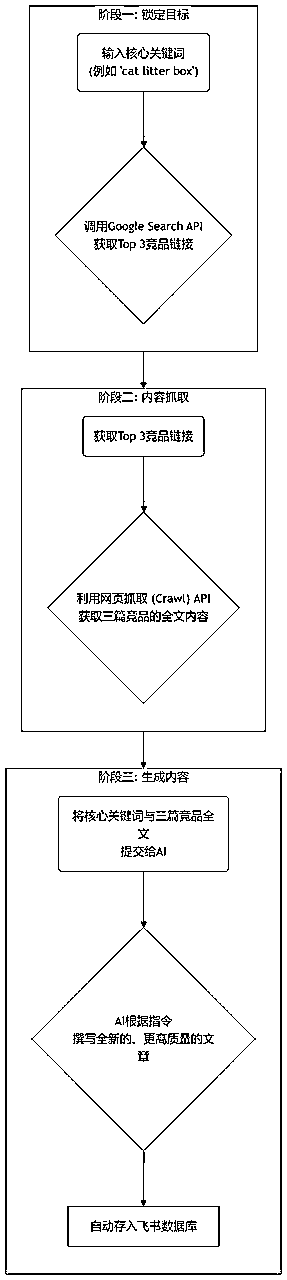 阶段一: 锁定目标
输入核心关键词
(例如 'cat litter box')
调用Google Search API
获取Top 3竞品链接
阶段二: 内容抓取
获取Top 3竞品链接
利用网页抓取 (Crawl) API
获取三篇竞品的全文内容
阶段三: 生成内容
将核心关键词与三篇竞品全
文
提交给AI
AI根据指令
撰写全新的、更高质量的文
章
自动存入飞书数据库